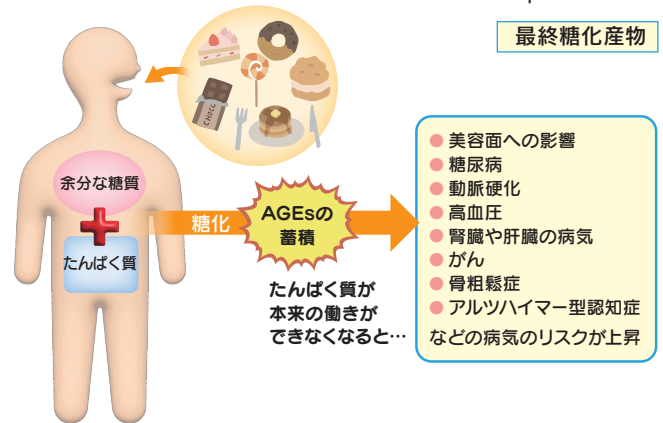 最終糖化産物
CHOCO
余分な糖質
たんぱく質
糖化
AGEsの
蓄積
たんぱく質が
本来の働きが
できなくなると…
● 美容面への影響
● 糖尿病
● 動脈硬化
● 高血圧
● 腎臓や肝臓の病気
● がん
● 骨粗鬆症
● アルツハイマー型認知症
などの病気のリスクが上昇